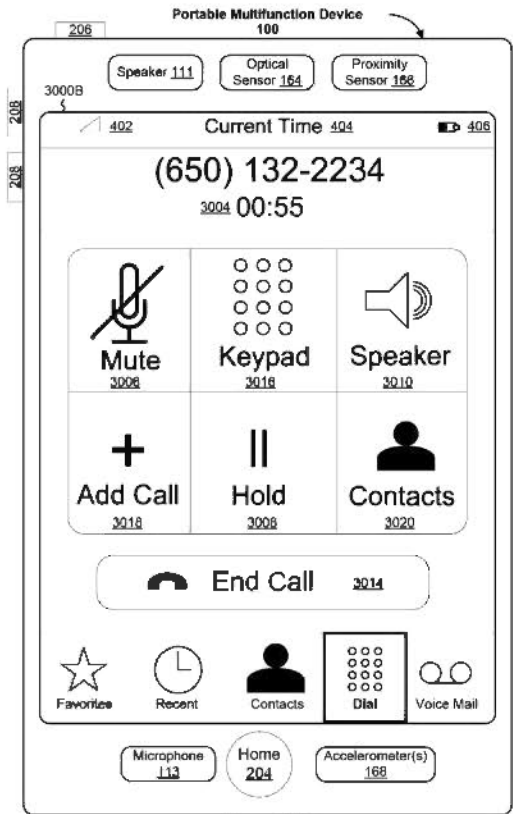 Portable Multifunction Device
100
206
Speaker 111
Optical
Sensor 164
Proximity
Sensor 166
3000B
208
208
402
Current Time 404
406
(650) 132-2234
3004 00:55
Mute
3006
Keypad
3016
Speaker
3010
Add Call
3018
Hold
3008
Contacts
3020
End Call 3014
Favorites
Recent
Contacts
Dial
Voice Mail
Microphone
113
Home
204
Accelerometer(s)
168